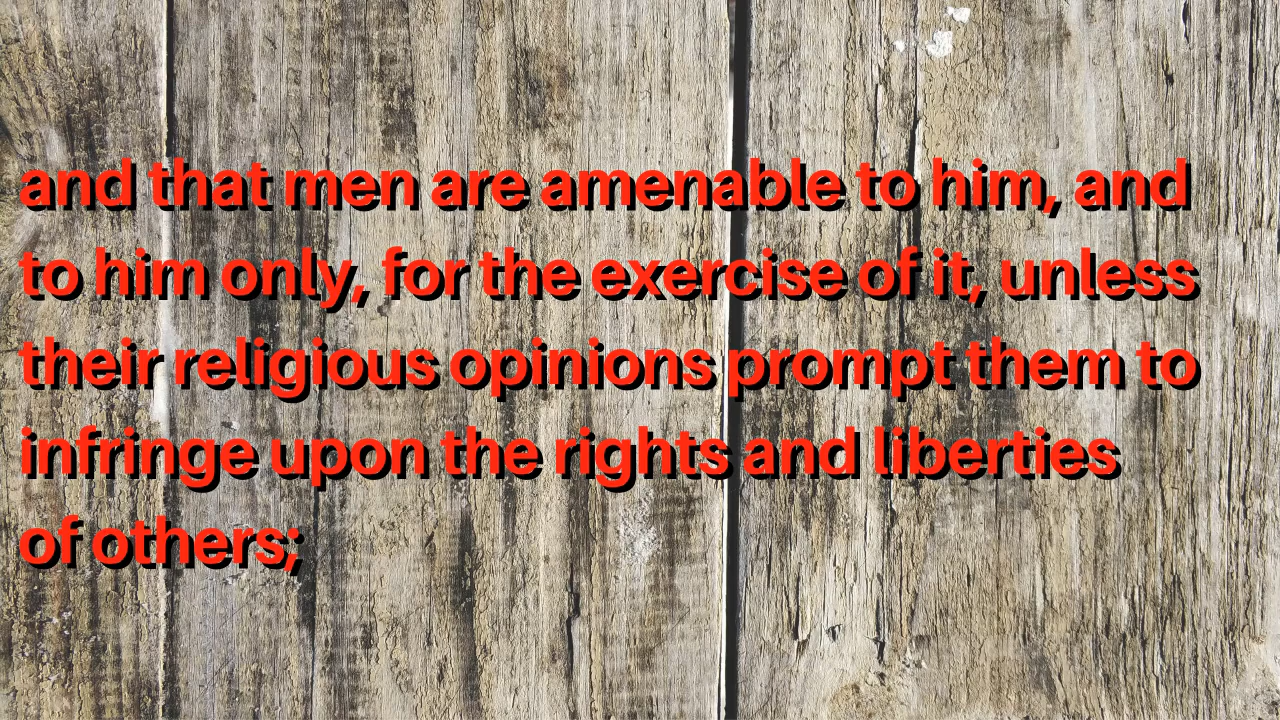 and that men are amenable to him, and
to him only, for the exercise of it, unless
their religious opinions prompt them to
infringe upon the rights and liberties
of others;